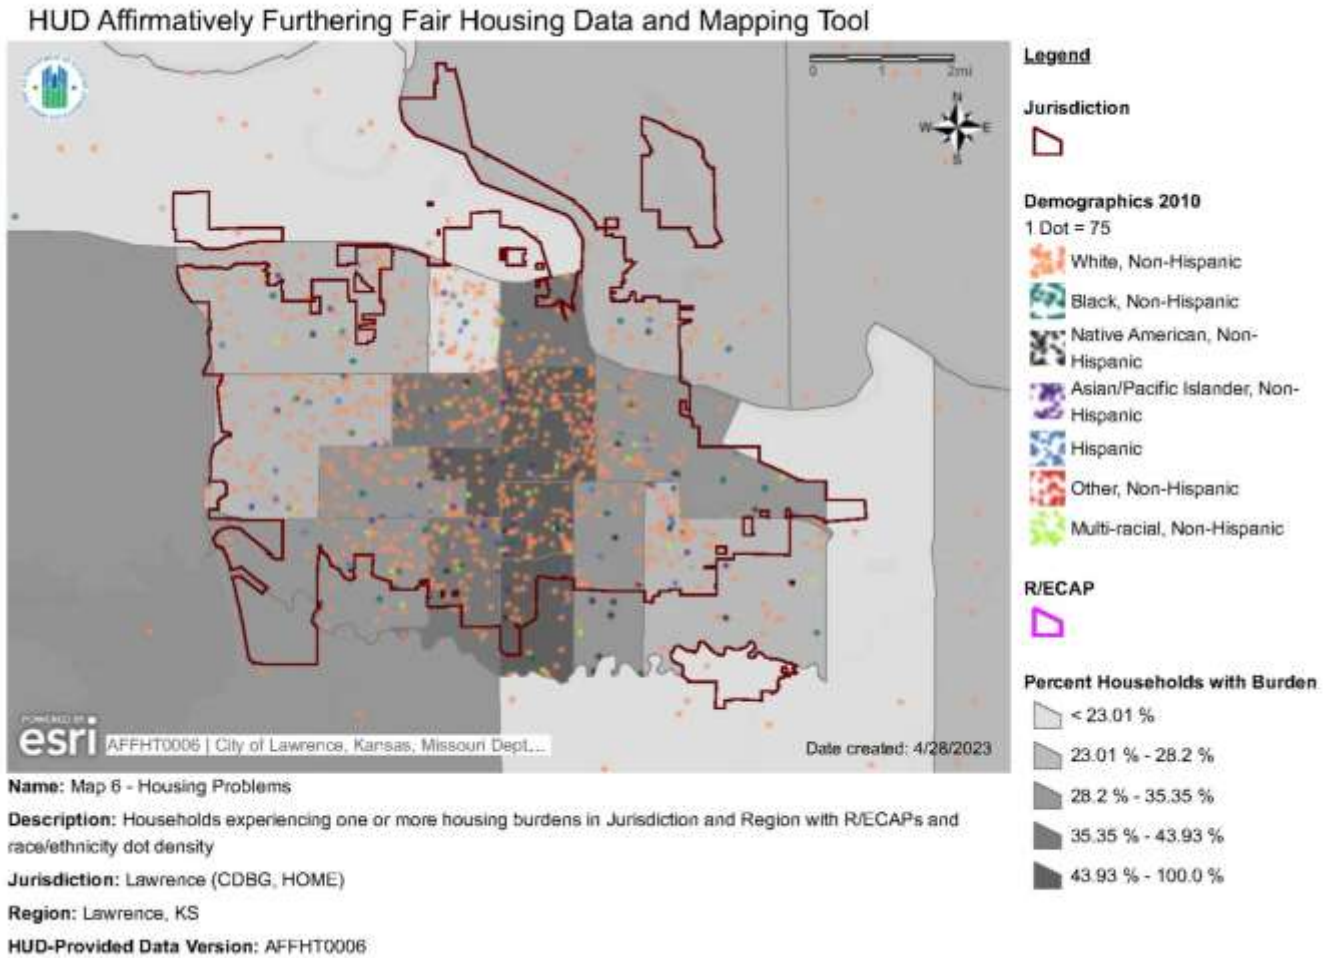 HUD Affirmatively Furthering Fair Housing Data and Mapping Tool
0 1 2mi
N
W E
S
Legend
Jurisdiction
Demographics 2010
1 Dot = 75
White, Non-Hispanic
Black, Non-Hispanic
Native American, Non-
Hispanic
Asian/Pacific Islander, Non-
Hispanic
Hispanic
Other, Non-Hispanic
Multi-racial, Non-Hispanic
R/ECAP
Percent Households with Burden
< 23.01 %
23.01 % - 28.2 %
28.2 % - 35.35 %
35.35 % - 43.93 %
43.93 % - 100.0 %
POWERED BY
esri
AFFHT0006 | City of Lawrence, Kansas, Missouri Dept,...
Date created: 4/28/2023
Name: Map 6 - Housing Problems
Description: Households experiencing one or more housing burdens in Jurisdiction and Region with R/ECAPs and
race/ethnicity dot density
Jurisdiction: Lawrence (CDBG, HOME)
Region: Lawrence, KS
HUD-Provided Data Version: AFFHT0006